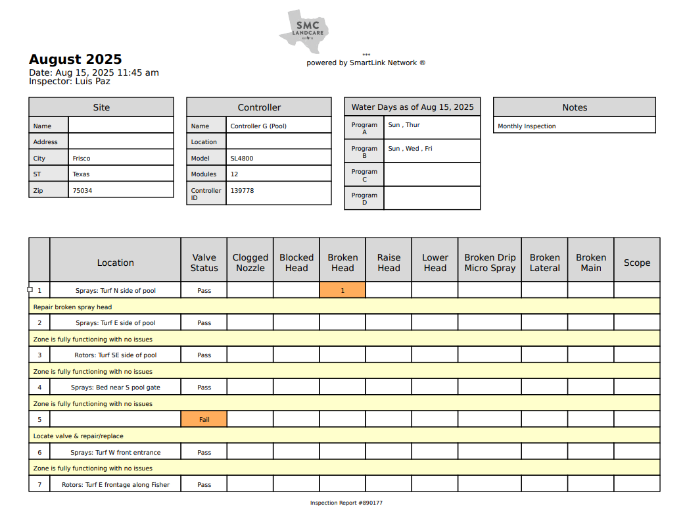 SMC
LANDCARE
powered by SmartLink Network ®
August 2025
Date: Aug 15, 2025 11:45 am
Inspector: Luis Paz
Site
Name
Address
City Frisco
ST Texas
Zip 75034
Controller
Name Controller G (Pool)
Location
Model SL4800
Modules 12
Controller ID 139778
Water Days as of Aug 15, 2025
Program A Sun , Thur
Program B Sun , Wed , Fri
Program C
Program D
Notes
Monthly Inspection
Location Valve Status Clogged Nozzle Blocked Head Broken Head Raise Head Lower Head Broken Drip Micro Spray Broken Lateral Broken Main Scope
1 Sprays: Turf N side of pool Pass 1
Repair broken spray head
2 Sprays: Turf E side of pool Pass
Zone is fully functioning with no issues
3 Rotors: Turf SE side of pool Pass
Zone is fully functioning with no issues
4 Sprays: Bed near S pool gate Pass
Zone is fully functioning with no issues
5 Fail
Locate valve & repair/replace
6 Sprays: Turf W front entrance Pass
Zone is fully functioning with no issues
7 Rotors: Turf E frontage along Fisher Pass
Inspection Report #890177